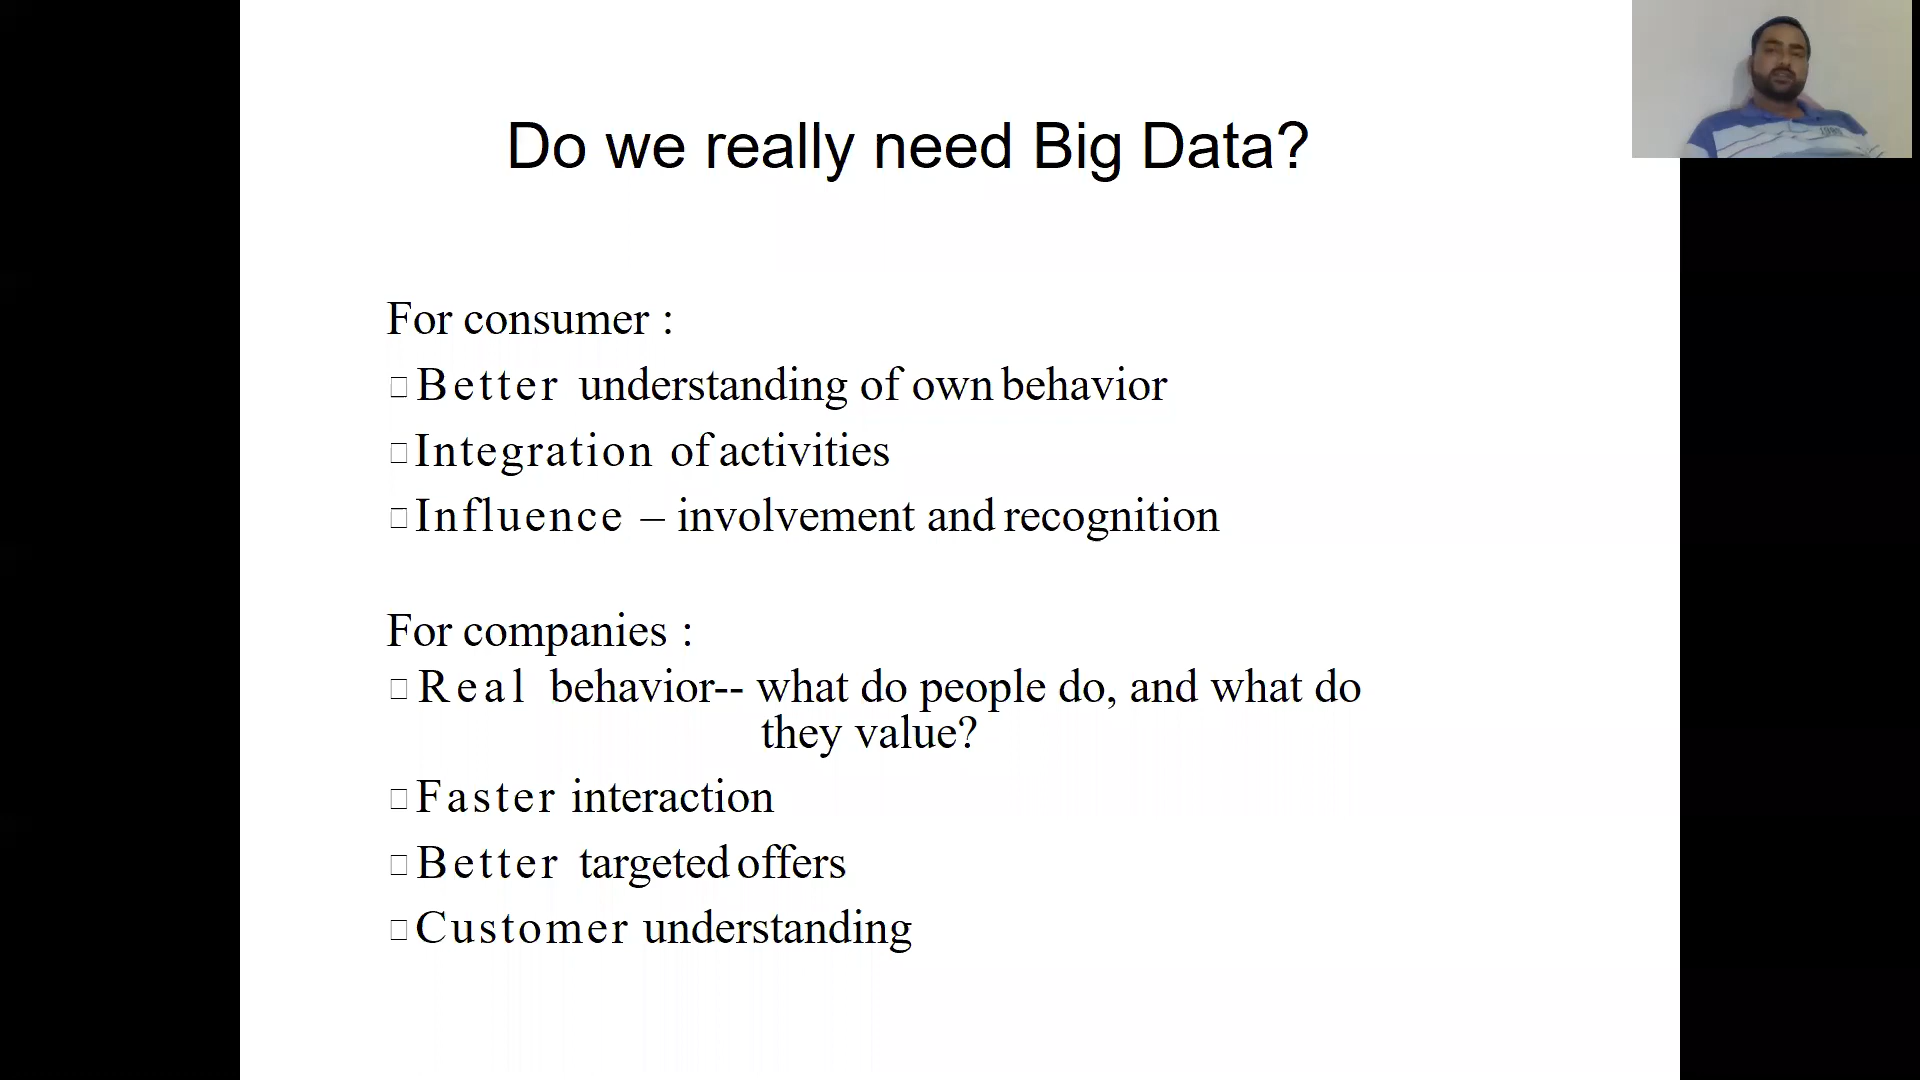 Do we really need Big Data?
For consumer :
□Better understanding of own behavior
□Integration of activities
□Influence – involvement and recognition
For companies :
□Real behavior-- what do people do, and what do
they value?
□Faster interaction
□Better targeted offers
□Customer understanding